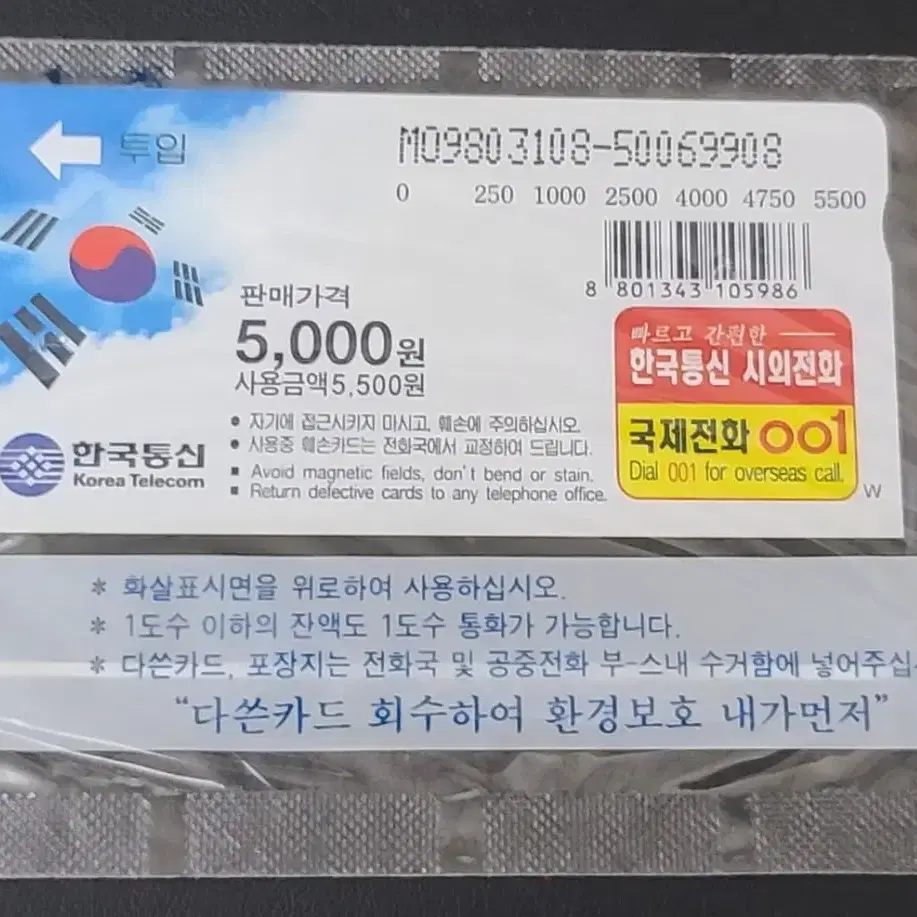 투입
M09803108-50069908
0 250 1000 2500 4000 4750 5500
8 801343 105986
판매가격
5,000원
사용금액5,500원
빠르고 간편한
한국통신 시외전화
국제전화 001
Dial 001 for overseas call.
W
● 자기에 접근시키지 마시고, 훼손에 주의하십시오.
● 사용중 훼손카드는 전화국에서 교정하여 드립니다.
■ Avoid magnetic fields, don't bend or stain.
■ Return defective cards to any telephone office.
한국통신
Korea Telecom
* 화살표시면을 위로하여 사용하십시오.
* 1도수 이하의 잔액도 1도수 통화가 가능합니다.
* 다쓴카드, 포장지는 전화국 및 공중전화 부-스내 수거함에 넣어주십
"다쓴카드 회수하여 환경보호 내가먼저"